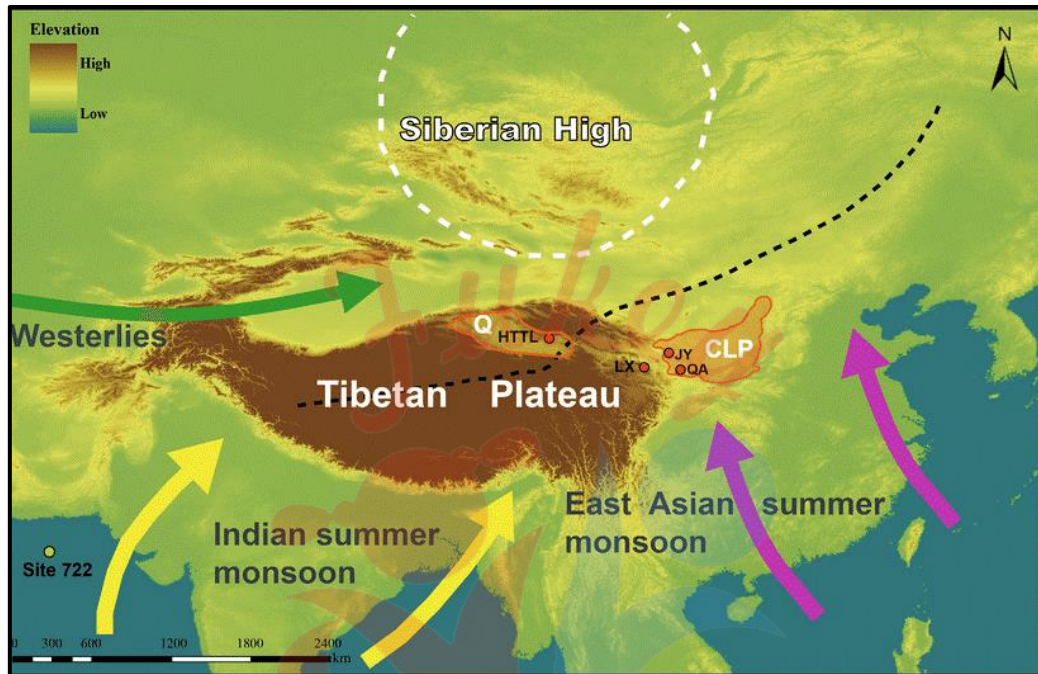 Elevation
High
Low
N
Siberian High
Westerlies
Q
HTTL
LX
JY
QA
CLP
Tibetan Plateau
Indian summer
monsoon
East Asian summer
monsoon
Site 722
0 300 600 1200 1800 2400
km